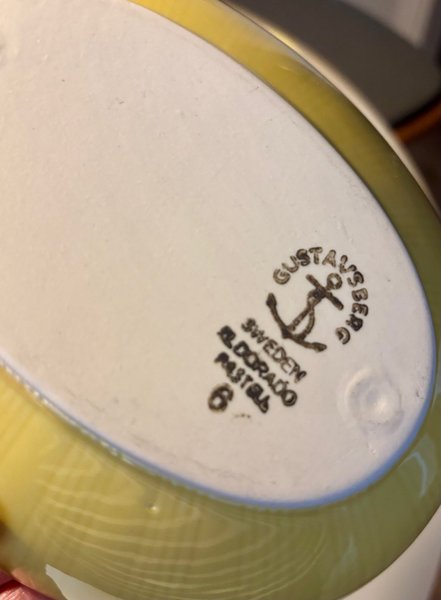 GUSTAVSBERG
SWEDEN
ELDORADO
PASTELL
6